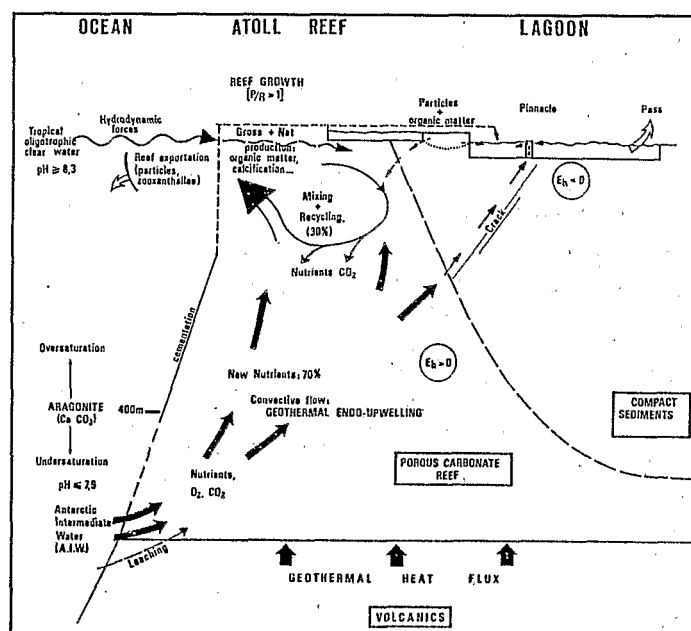 OCEAN
ATOLL REEF
LAGOON
REEF GROWTH
[P/R > 1]
Hydrodynamic
forces
Tropical
oligotrophic
clear water
pH ≥ 8,3
Reef exportation
(particles,
zooxanthellae)
Gross + Net
production:
organic matter,
calcification...
Mixing
+
Recycling.
(30%)
Nutrients CO2
Particles
+
organic matter
Pinnacle
Pass
Eh < 0
Crack
cementation
Oversaturation
ARAGONITE
(Ca CO3)
400m
Undersaturation
pH ≤ 7,9
New Nutrients: 70%
Convective flow:
GEOTHERMAL ENDO-UPWELLING
Eh > 0
COMPACT
SEDIMENTS
POROUS CARBONATE
REEF
Nutrients,
O2, CO2
Antarctic
Intermediate
Water
(A.I.W.)
Leaching
GEOTHERMAL HEAT FLUX
VOLCANICS